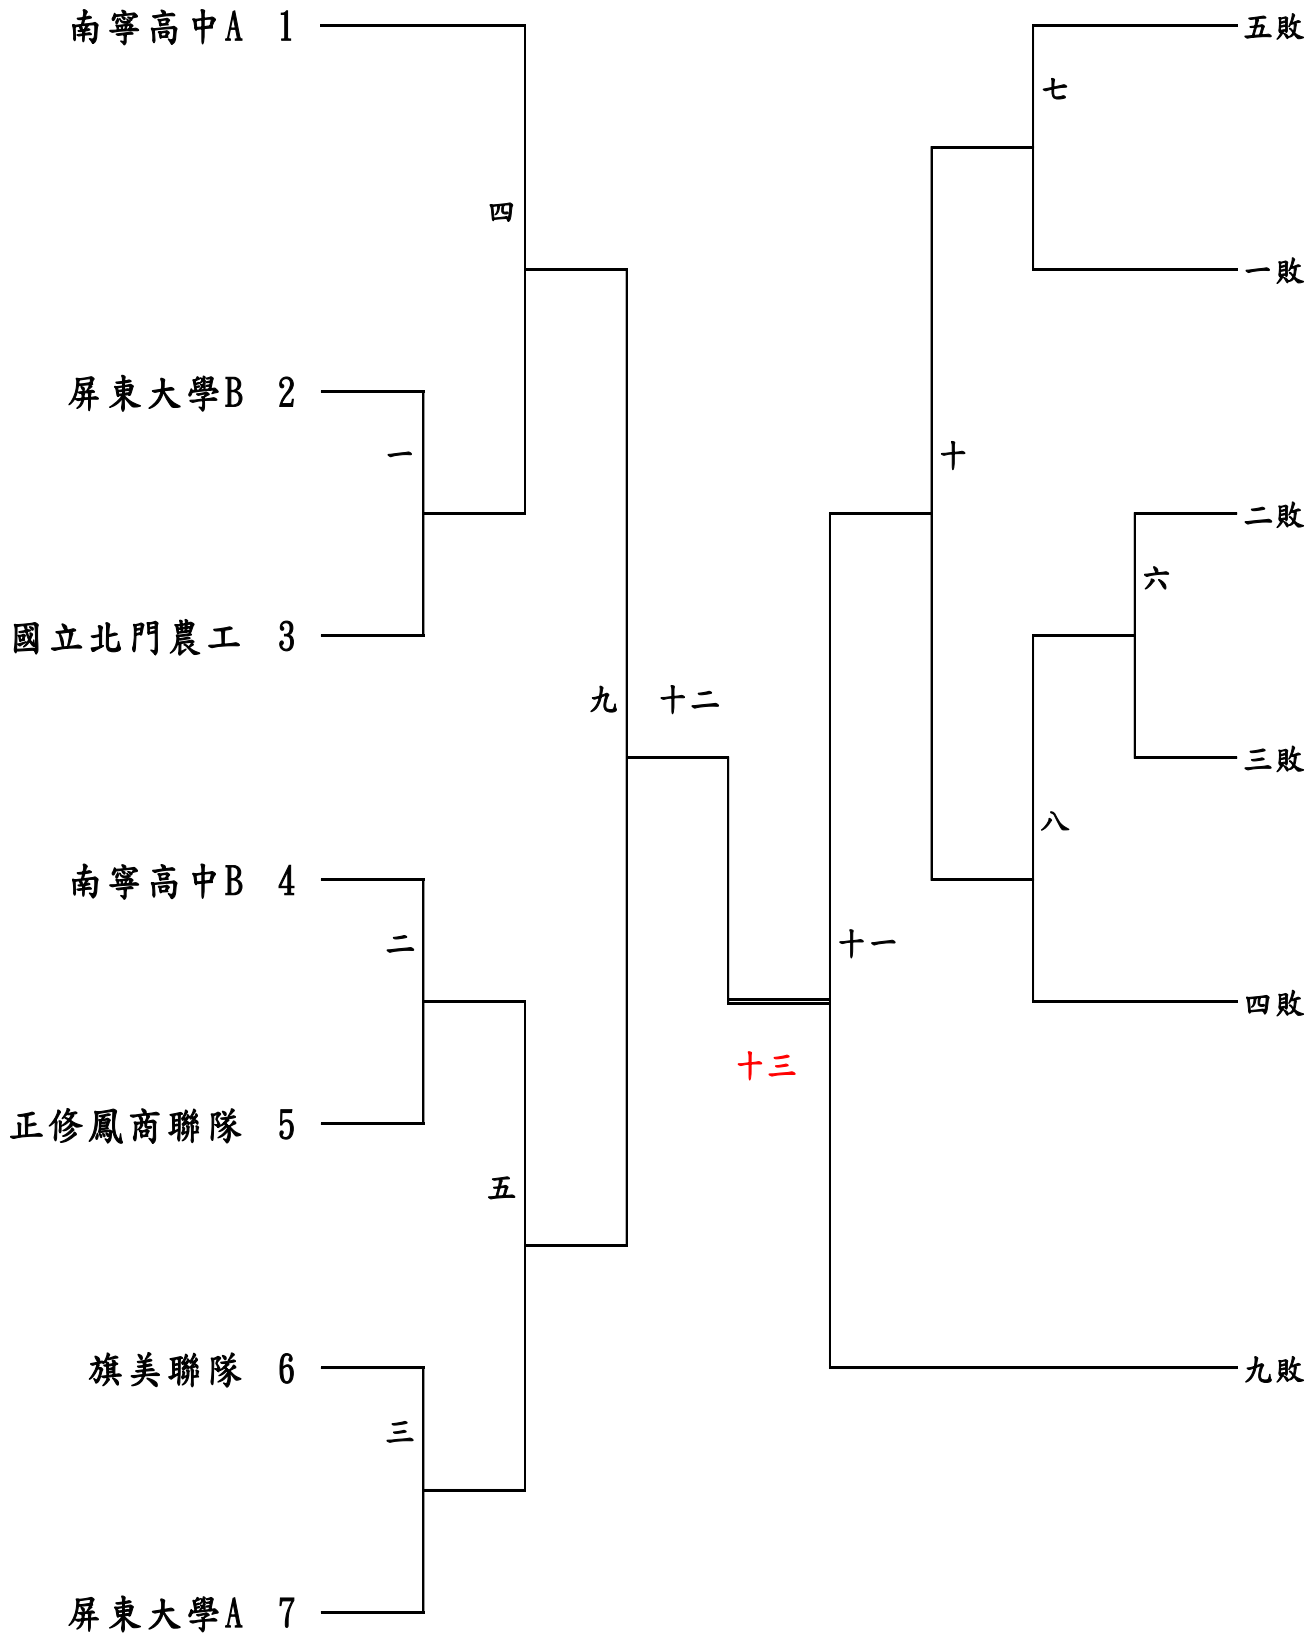 南寧高中A 1
五敗
七
四
一敗
屏東大學B 2
一
十
二敗
六
國立北門農工 3
九
十二
三敗
八
南寧高中B 4
二
十一
四敗
十三
正修鳳商聯隊 5
五
旗美聯隊 6
九敗
三
屏東大學A 7